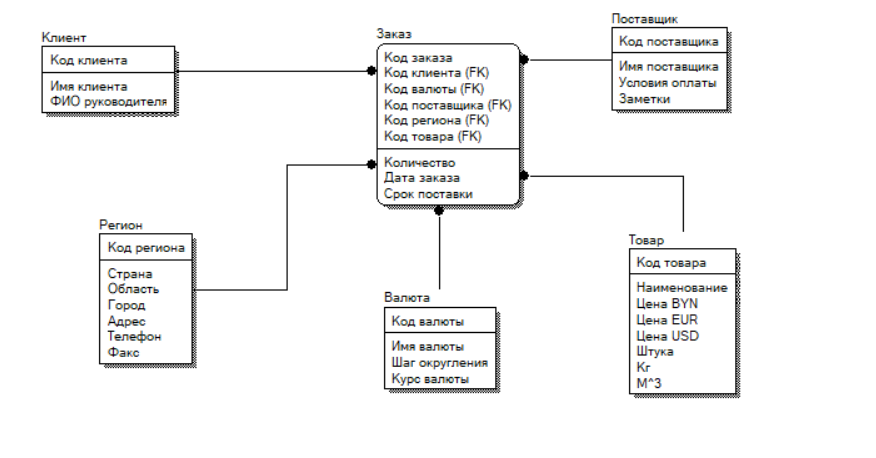 Клиент
Код клиента
Имя клиента
ФИО руководителя
Заказ
Код заказа
Код клиента (FK)
Код валюты (FK)
Код поставщика (FK)
Код региона (FK)
Код товара (FK)
Количество
Дата заказа
Срок поставки
Поставщик
Код поставщика
Имя поставщика
Условия оплаты
Заметки
Регион
Код региона
Страна
Область
Город
Адрес
Телефон
Факс
Валюта
Код валюты
Имя валюты
Шаг округления
Курс валюты
Товар
Код товара
Наименование
Цена BYN
Цена EUR
Цена USD
Штука
Кг
М^3